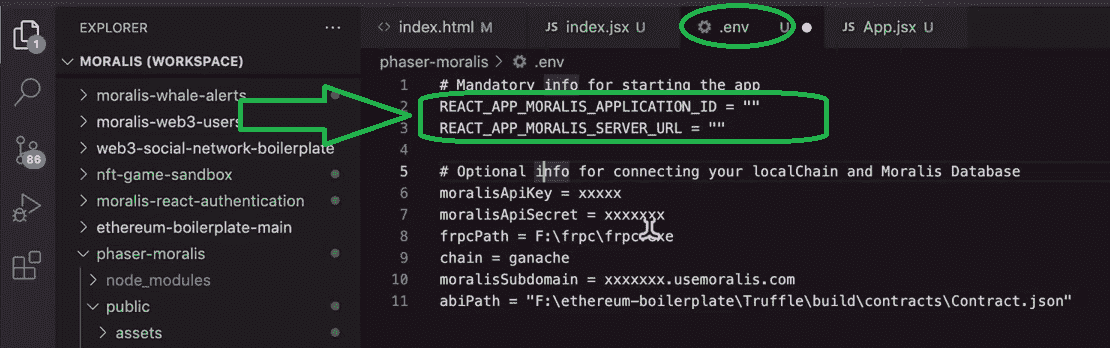 EXPLORER
MORALIS (WORKSPACE)
moralis-whale-alerts
moralis-web3-users
web3-social-network-boilerplate
nft-game-sandbox
moralis-react-authentication
ethereum-boilerplate-main
phaser-moralis
node_modules
public
assets
1
86
<> index.html M
JS index.jsx U
.env U
JS App.jsx U
phaser-moralis > .env
1 # Mandatory info for starting the app
2 REACT_APP_MORALIS_APPLICATION_ID = ""
3 REACT_APP_MORALIS_SERVER_URL = ""
4
5 # Optional info for connecting your localChain and Moralis Database
6 moralisApiKey = xxxxx
7 moralisApiSecret = xxxxxxx
8 frpcPath = F:\frpc\frpc.exe
9 chain = ganache
10 moralisSubdomain = xxxxxxx.usemoralis.com
11 abiPath = "F:\ethereum-boilerplate\Truffle\build\contracts\Contract.json"